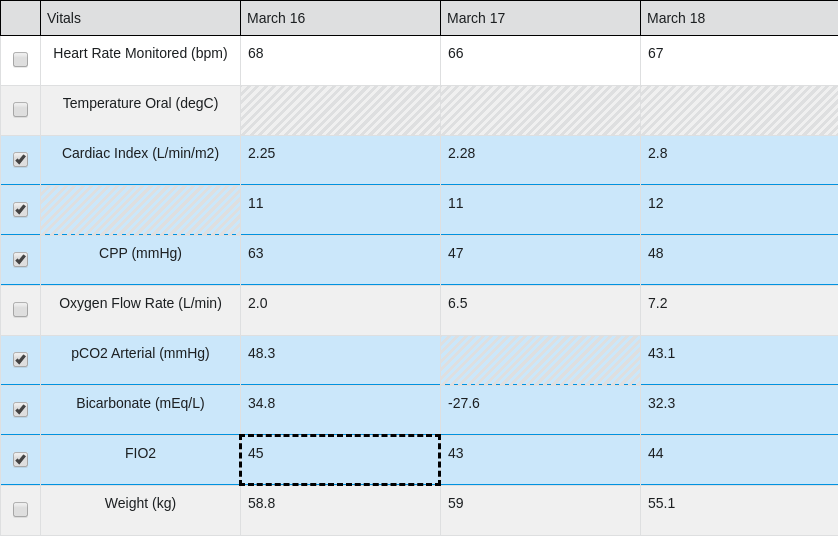 Vitals March 16 March 17 March 18
Heart Rate Monitored (bpm) 68 66 67
Temperature Oral (degC)
Cardiac Index (L/min/m2) 2.25 2.28 2.8
11 11 12
CPP (mmHg) 63 47 48
Oxygen Flow Rate (L/min) 2.0 6.5 7.2
pCO2 Arterial (mmHg) 48.3 43.1
Bicarbonate (mEq/L) 34.8 -27.6 32.3
FIO2 45 43 44
Weight (kg) 58.8 59 55.1